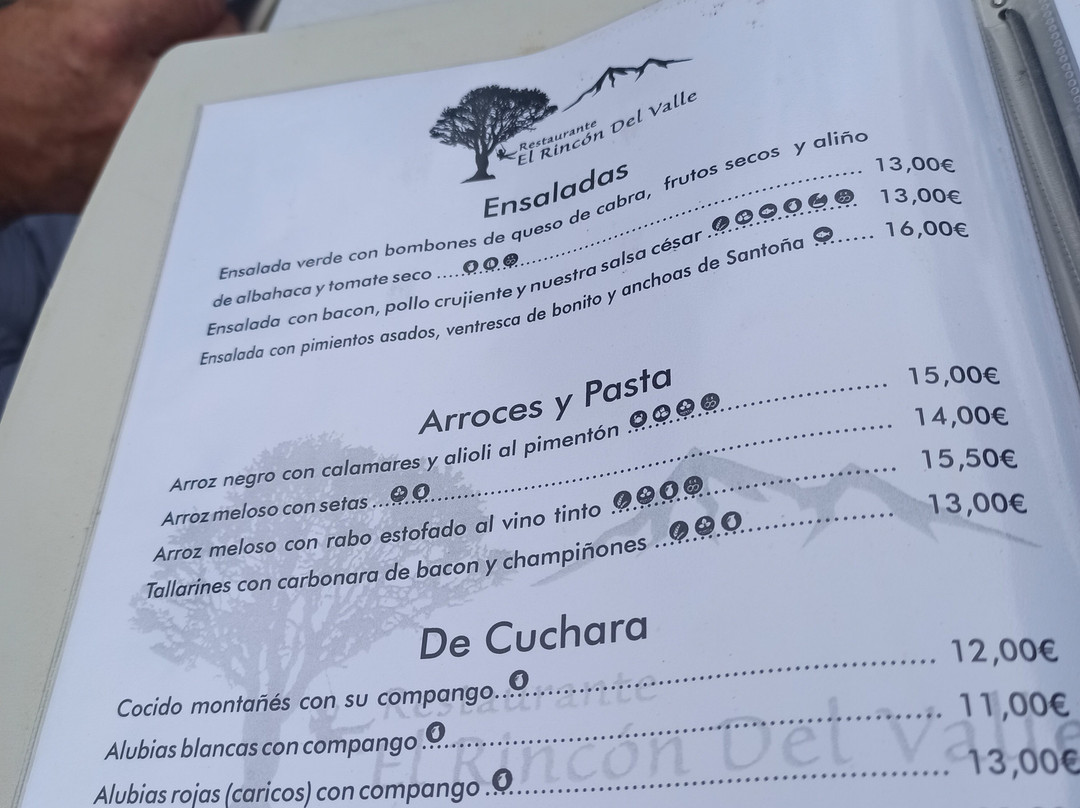 Restaurante
El Rincón Del Valle
Ensaladas
Ensalada verde con bombones de queso de cabra, frutos secos y aliño
de albahaca y tomate seco 13,00€
Ensalada con bacon, pollo crujiente y nuestra salsa césar 13,00€
Ensalada con pimientos asados, ventresca de bonito y anchoas de Santoña 16,00€
Arroces y Pasta
Arroz negro con calamares y alioli al pimentón 15,00€
Arroz meloso con setas 14,00€
Arroz meloso con rabo estofado al vino tinto 15,50€
Tallarines con carbonara de bacon y champiñones 13,00€
De Cuchara
Cocido montañés con su compango 12,00€
Alubias blancas con compango 11,00€
Alubias rojas (caricos) con compango 13,00€
Restaurante
El Rincón Del Valle